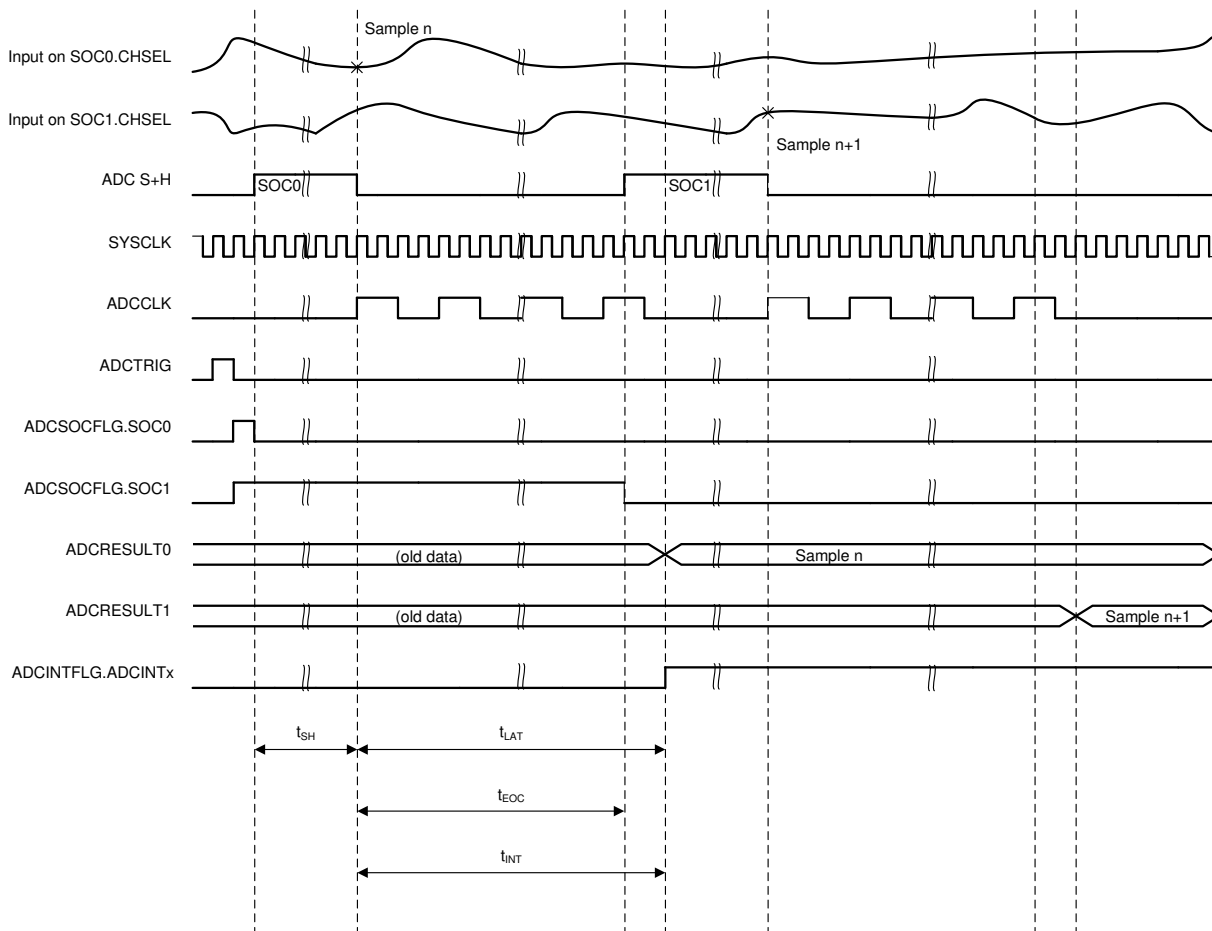 Sample n
Input on SOC0.CHSEL
Input on SOC1.CHSEL
Sample n+1
ADC S+H
SOC0
SOC1
SYSCLK
ADCCLK
ADCTRIG
ADCSOCFLG.SOC0
ADCSOCFLG.SOC1
ADCRESULT0
(old data)
Sample n
ADCRESULT1
(old data)
Sample n+1
ADCINTFLG.ADCINTx
tSH
tLAT
tEOC
tINT